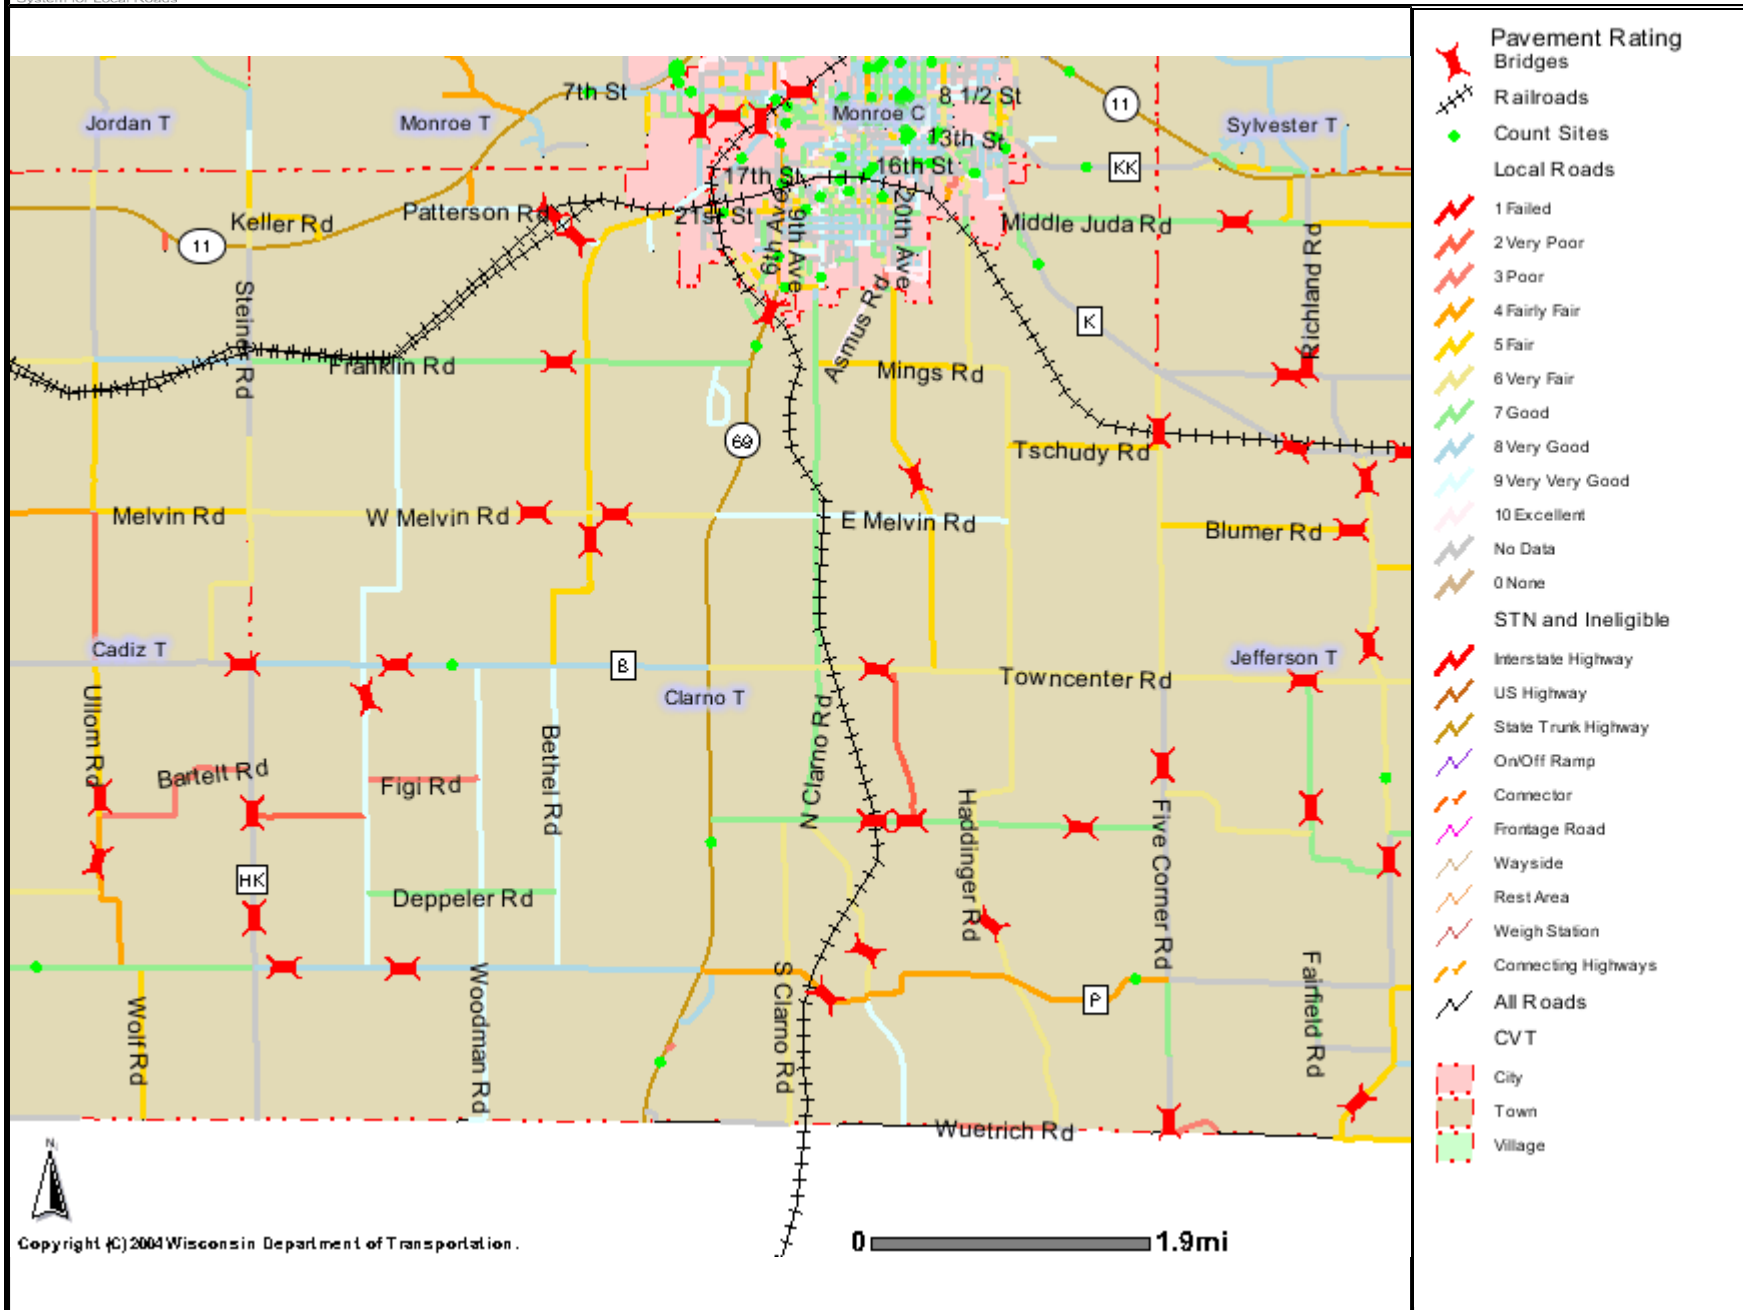 System for Local Roads
7th St
8 1/2 St
11
Jordan T
Monroe T
Monroe C
Sylvester T
13th St
16th St
KK
17th St
Keller Rd
Patterson Rd
21st St
20th Ave
Middle Juda Rd
11
6th Ave
9th Ave
Richland Rd
Steiner Rd
Asmus Rd
K
Franklin Rd
Mings Rd
69
Tschudy Rd
Melvin Rd
W Melvin Rd
E Melvin Rd
Blumer Rd
Cadiz T
B
Jefferson T
Clarno T
Towncenter Rd
Ullom Rd
Bethel Rd
N Clarno Rd
Bartelt Rd
Figi Rd
Haddinger Rd
Five Corner Rd
HK
Deppeler Rd
Wolf Rd
Woodman Rd
S Clarno Rd
P
Fairfield Rd
Wuetrich Rd
N
Copyright (C)2004 Wisconsin Department of Transportation.
0 1.9mi
Pavement Rating
Bridges
Railroads
Count Sites
Local Roads
1 Failed
2 Very Poor
3 Poor
4 Fairly Fair
5 Fair
6 Very Fair
7 Good
8 Very Good
9 Very Very Good
10 Excellent
No Data
0 None
STN and Ineligible
Interstate Highway
US Highway
State Trunk Highway
On/Off Ramp
Connector
Frontage Road
Wayside
Rest Area
Weigh Station
Connecting Highways
All Roads
CVT
City
Town
Village